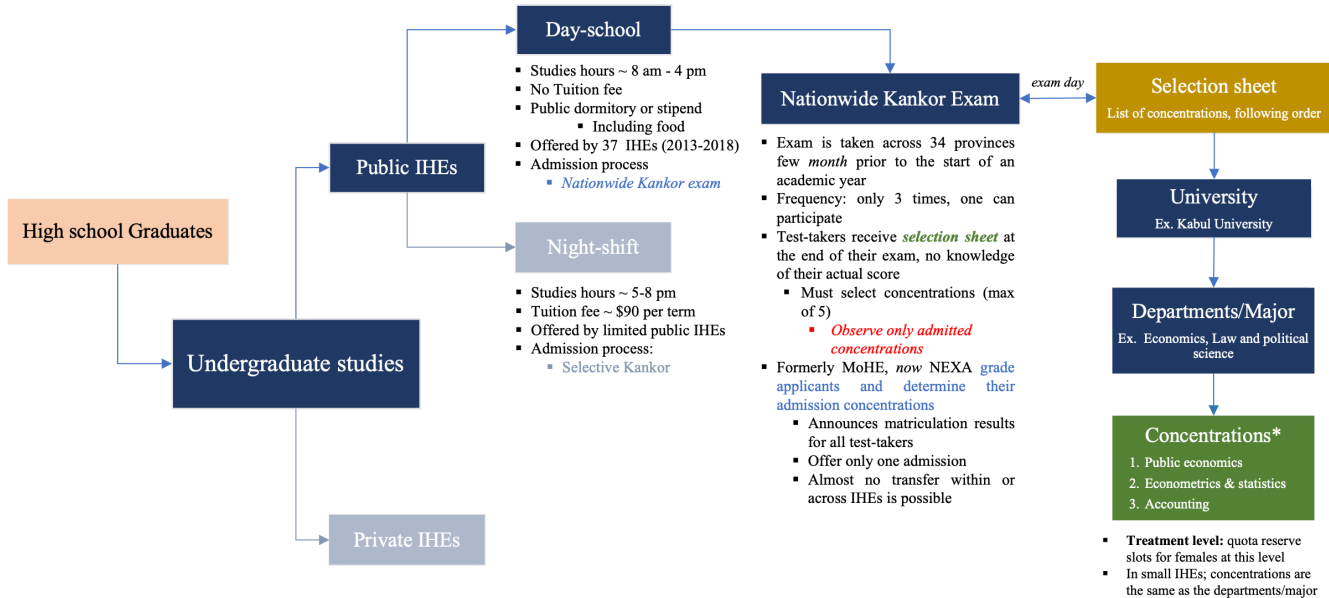 High school Graduates
Undergraduate studies
Public IHEs
Private IHEs
Day-school
▪ Studies hours ~ 8 am - 4 pm
▪ No Tuition fee
▪ Public dormitory or stipend
▪ Including food
▪ Offered by 37 IHEs (2013-2018)
▪ Admission process
▪ Nationwide Kankor exam
Night-shift
▪ Studies hours ~ 5-8 pm
▪ Tuition fee ~ $90 per term
▪ Offered by limited public IHEs
▪ Admission process:
▪ Selective Kankor
Nationwide Kankor Exam
▪ Exam is taken across 34 provinces
few month prior to the start of an
academic year
▪ Frequency: only 3 times, one can
participate
▪ Test-takers receive selection sheet at
the end of their exam, no knowledge
of their actual score
▪ Must select concentrations (max
of 5)
▪ Observe only admitted
concentrations
▪ Formerly MoHE, now NEXA grade
applicants and determine their
admission concentrations
▪ Announces matriculation results
for all test-takers
▪ Offer only one admission
▪ Almost no transfer within or
across IHEs is possible
exam day
Selection sheet
List of concentrations, following order
University
Ex. Kabul University
Departments/Major
Ex. Economics, Law and political
science
Concentrations*
1. Public economics
2. Econometrics & statistics
3. Accounting
▪ Treatment level: quota reserve
slots for females at this level
▪ In small IHEs; concentrations are
the same as the departments/major